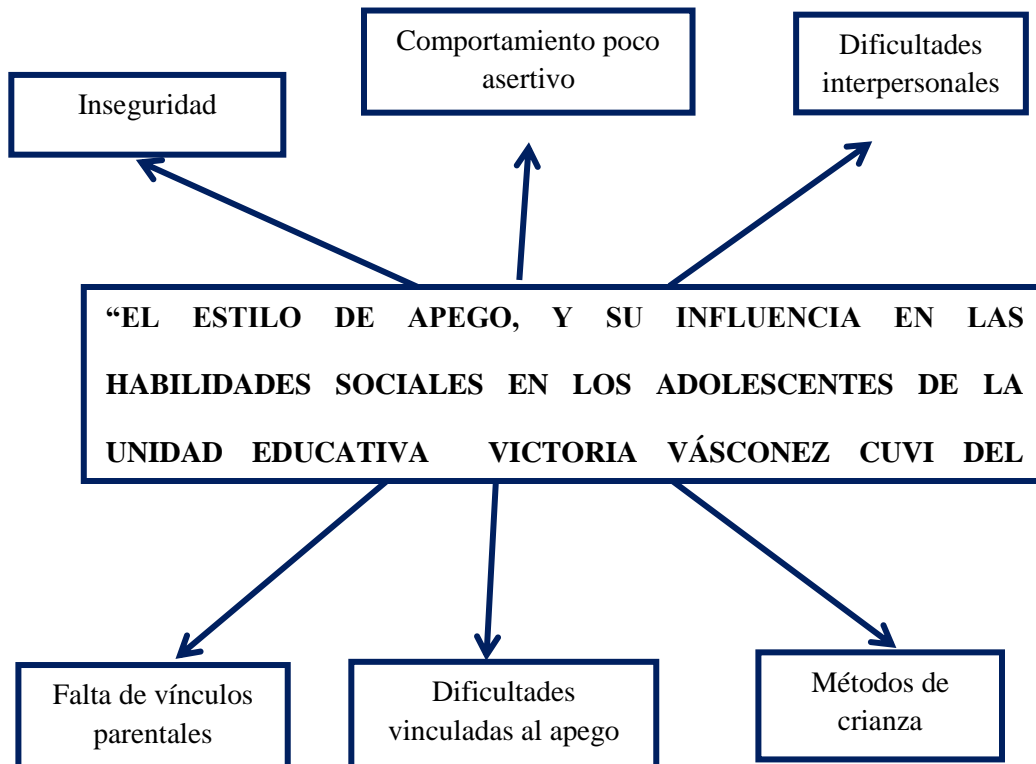 Inseguridad
Comportamiento poco
asertivo
Dificultades
interpersonales
“EL ESTILO DE APEGO, Y SU INFLUENCIA EN LAS
HABILIDADES SOCIALES EN LOS ADOLESCENTES DE LA
UNIDAD EDUCATIVA VICTORIA VÁSCONEZ CUVI DEL
Falta de vínculos
parentales
Dificultades
vinculadas al apego
Métodos de
crianza